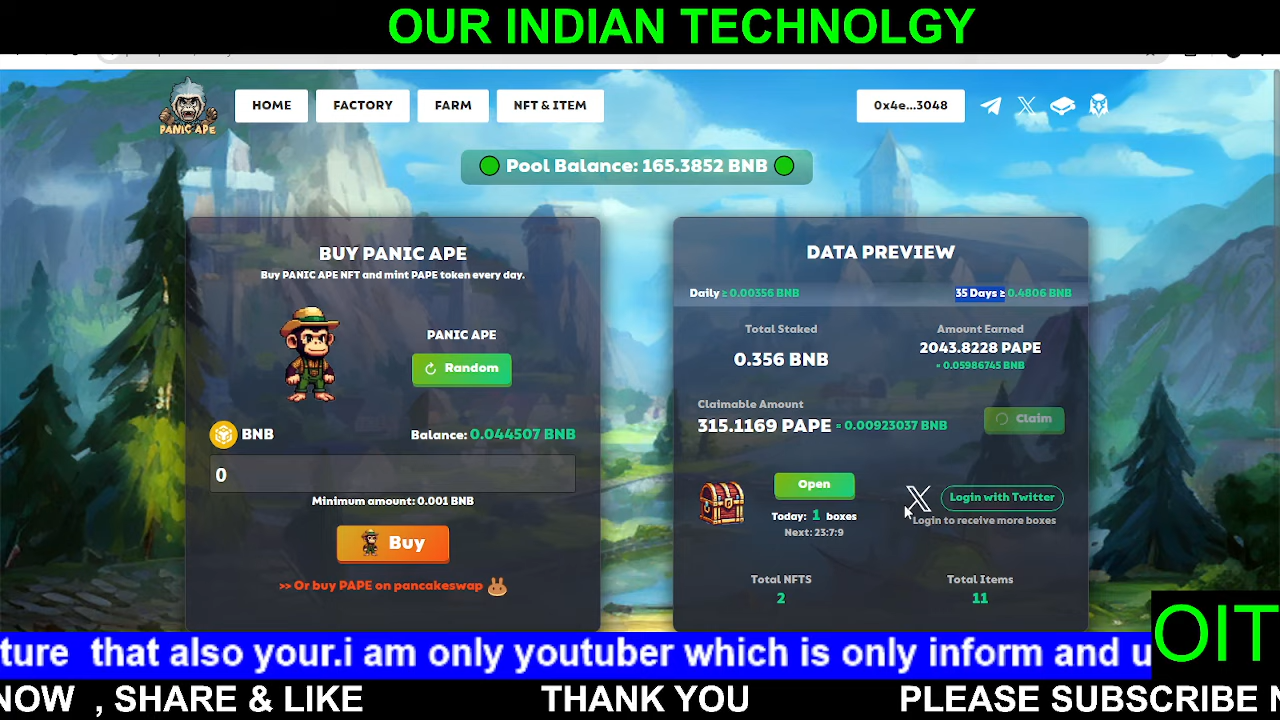 OUR INDIAN TECHNOLGY
PANIC APE
HOME
FACTORY
FARM
NFT & ITEM
0x4e...3048
Pool Balance: 165.3852 BNB
BUY PANIC APE
Buy PANIC APE NFT and mint PAPE token every day.
PANIC APE
Random
BNB
Balance: 0.044507 BNB
0
Minimum amount: 0.001 BNB
Buy
>> Or buy PAPE on pancakeswap
DATA PREVIEW
Daily ≥ 0.00356 BNB
35 Days ≥ 0.4806 BNB
Total Staked
0.356 BNB
Amount Earned
2043.8228 PAPE
≈ 0.05986745 BNB
Claimable Amount
315.1169 PAPE ≈ 0.00923037 BNB
Claim
Open
Today: 1 boxes
Next: 23:7:9
Login with Twitter
Login to receive more boxes
Total NFTS
2
Total Items
11
ture that also your.i am only youtuber which is only inform and u
OIT
NOW , SHARE & LIKE THANK YOU PLEASE SUBSCRIBE N